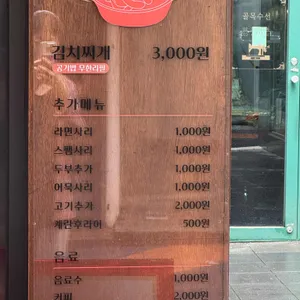 골목수선
김치찌개 3,000원
공기밥 무한리필
추가메뉴
라면사리 1,000원
스팸사리 1,000원
두부추가 1,000원
어묵사리 1,000원
고기추가 2,000원
계란후라이 500원
음료
음료수 1,000원
커피 2,000원